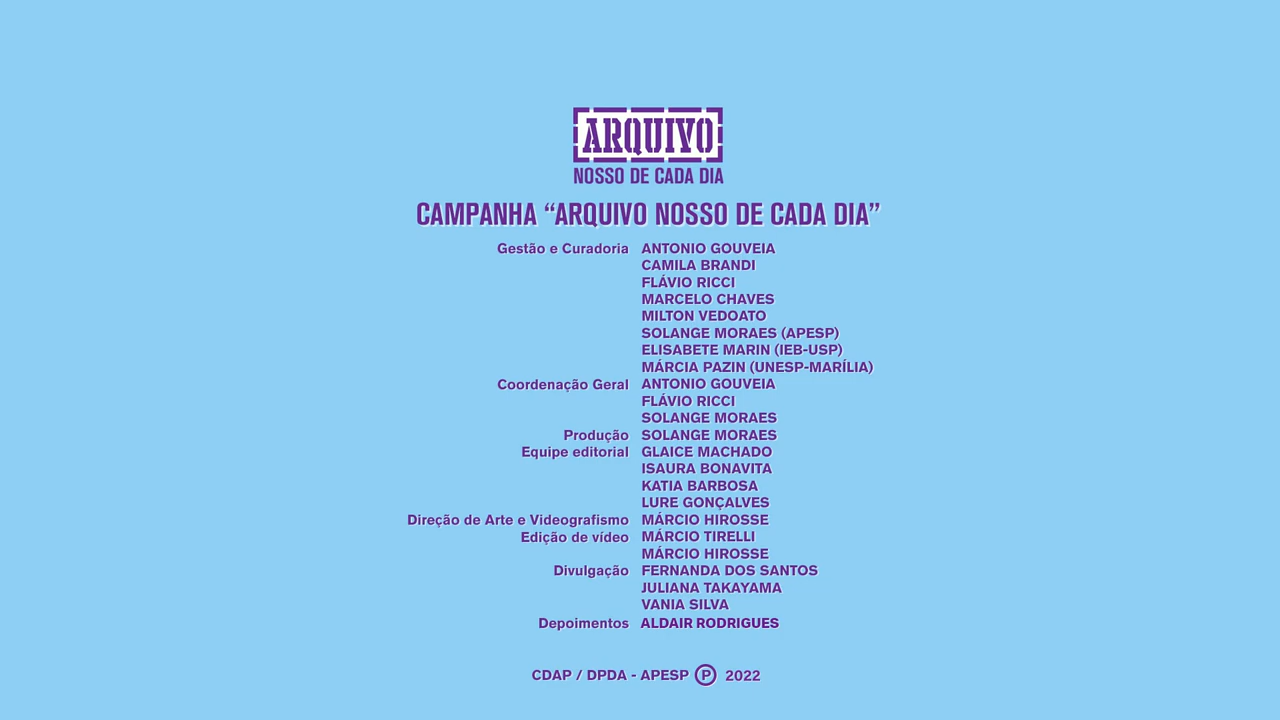 ARQUIVO
NOSSO DE CADA DIA
CAMPANHA “ARQUIVO NOSSO DE CADA DIA”
Gestão e Curadoria ANTONIO GOUVEIA
CAMILA BRANDI
FLÁVIO RICCI
MARCELO CHAVES
MILTON VEDOATO
SOLANGE MORAES (APESP)
ELISABETE MARIN (IEB-USP)
MÁRCIA PAZIN (UNESP-MARÍLIA)
Coordenação Geral ANTONIO GOUVEIA
FLÁVIO RICCI
SOLANGE MORAES
Produção SOLANGE MORAES
Equipe editorial GLAICE MACHADO
ISAURA BONAVITA
KATIA BARBOSA
LURE GONÇALVES
Direção de Arte e Videografismo MÁRCIO HIROSSE
Edição de vídeo MÁRCIO TIRELLI
MÁRCIO HIROSSE
Divulgação FERNANDA DOS SANTOS
JULIANA TAKAYAMA
VANIA SILVA
Depoimentos ALDAIR RODRIGUES
CDAP / DPDA - APESP Ⓟ 2022